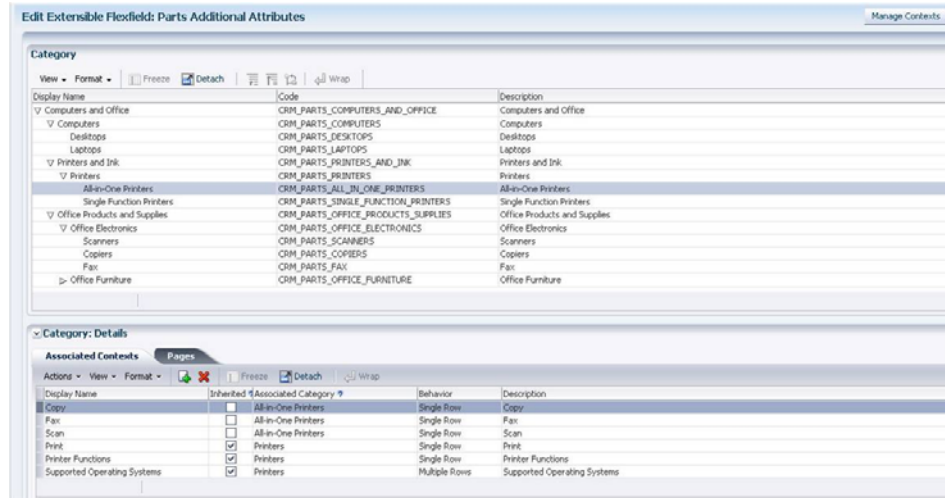 Edit Extensible Flexfield: Parts Additional Attributes
Manage Contexts
Category
View Format Freeze Detach Wrap
Display Name Code Description
Computers and Office CRM_PARTS_COMPUTERS_AND_OFFICE Computers and Office
Computers CRM_PARTS_COMPUTERS Computers
Desktops CRM_PARTS_DESKTOPS Desktops
Laptops CRM_PARTS_LAPTOPS Laptops
Printers and Ink CRM_PARTS_PRINTERS_AND_INK Printers and Ink
Printers CRM_PARTS_PRINTERS Printers
All-in-One Printers CRM_PARTS_ALL_IN_ONE_PRINTERS All-in-One Printers
Single Function Printers CRM_PARTS_SINGLE_FUNCTION_PRINTERS Single Function Printers
Office Products and Supplies CRM_PARTS_OFFICE_PRODUCTS_SUPPLIES Office Products and Supplies
Office Electronics CRM_PARTS_OFFICE_ELECTRONICS Office Electronics
Scanners CRM_PARTS_SCANNERS Scanners
Copiers CRM_PARTS_COPIERS Copiers
Fax CRM_PARTS_FAX Fax
Office Furniture CRM_PARTS_OFFICE_FURNITURE Office Furniture
Category: Details
Associated Contexts Pages
Actions View Format Freeze Detach Wrap
Display Name Inherited ? Associated Category ? Behavior Description
Copy All-in-One Printers Single Row Copy
Fax All-in-One Printers Single Row Fax
Scan All-in-One Printers Single Row Scan
Print Printers Single Row Print
Printer Functions Printers Single Row Printer Functions
Supported Operating Systems Printers Multiple Rows Supported Operating Systems